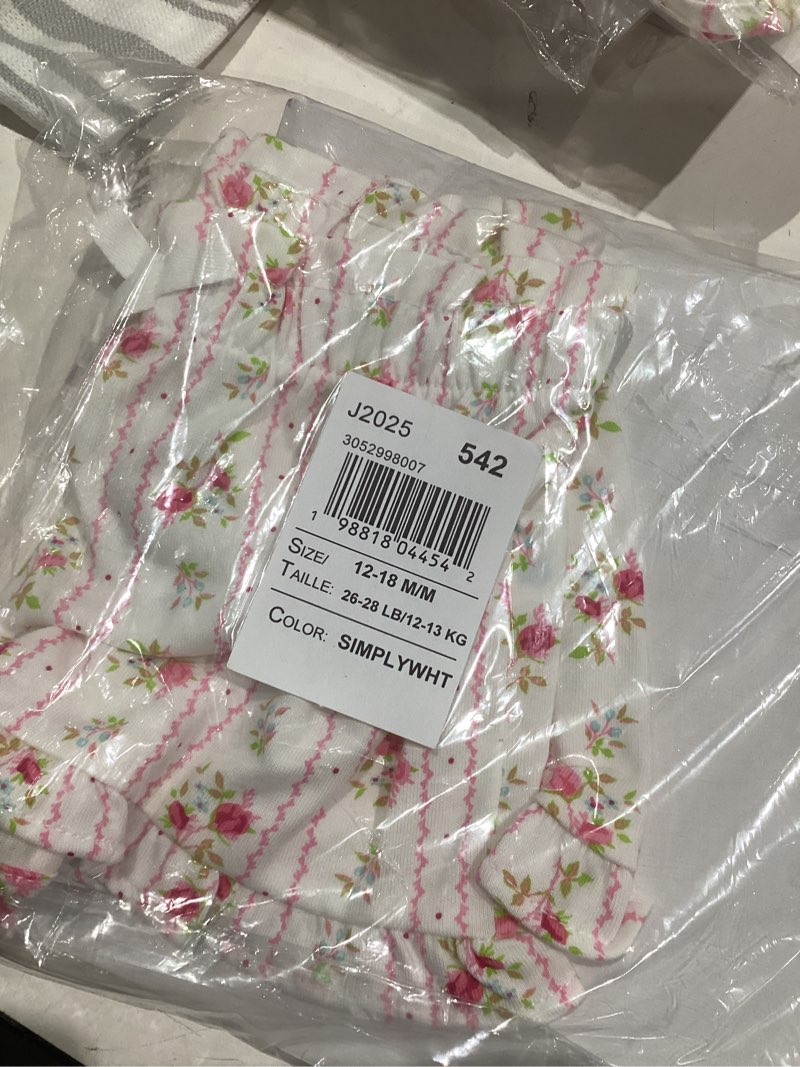 J2025 542
3052998007
1 98818 04454 2
SIZE/ 12-18 M/M
TAILLE: 26-28 LB/12-13 KG
COLOR: SIMPLYWHT